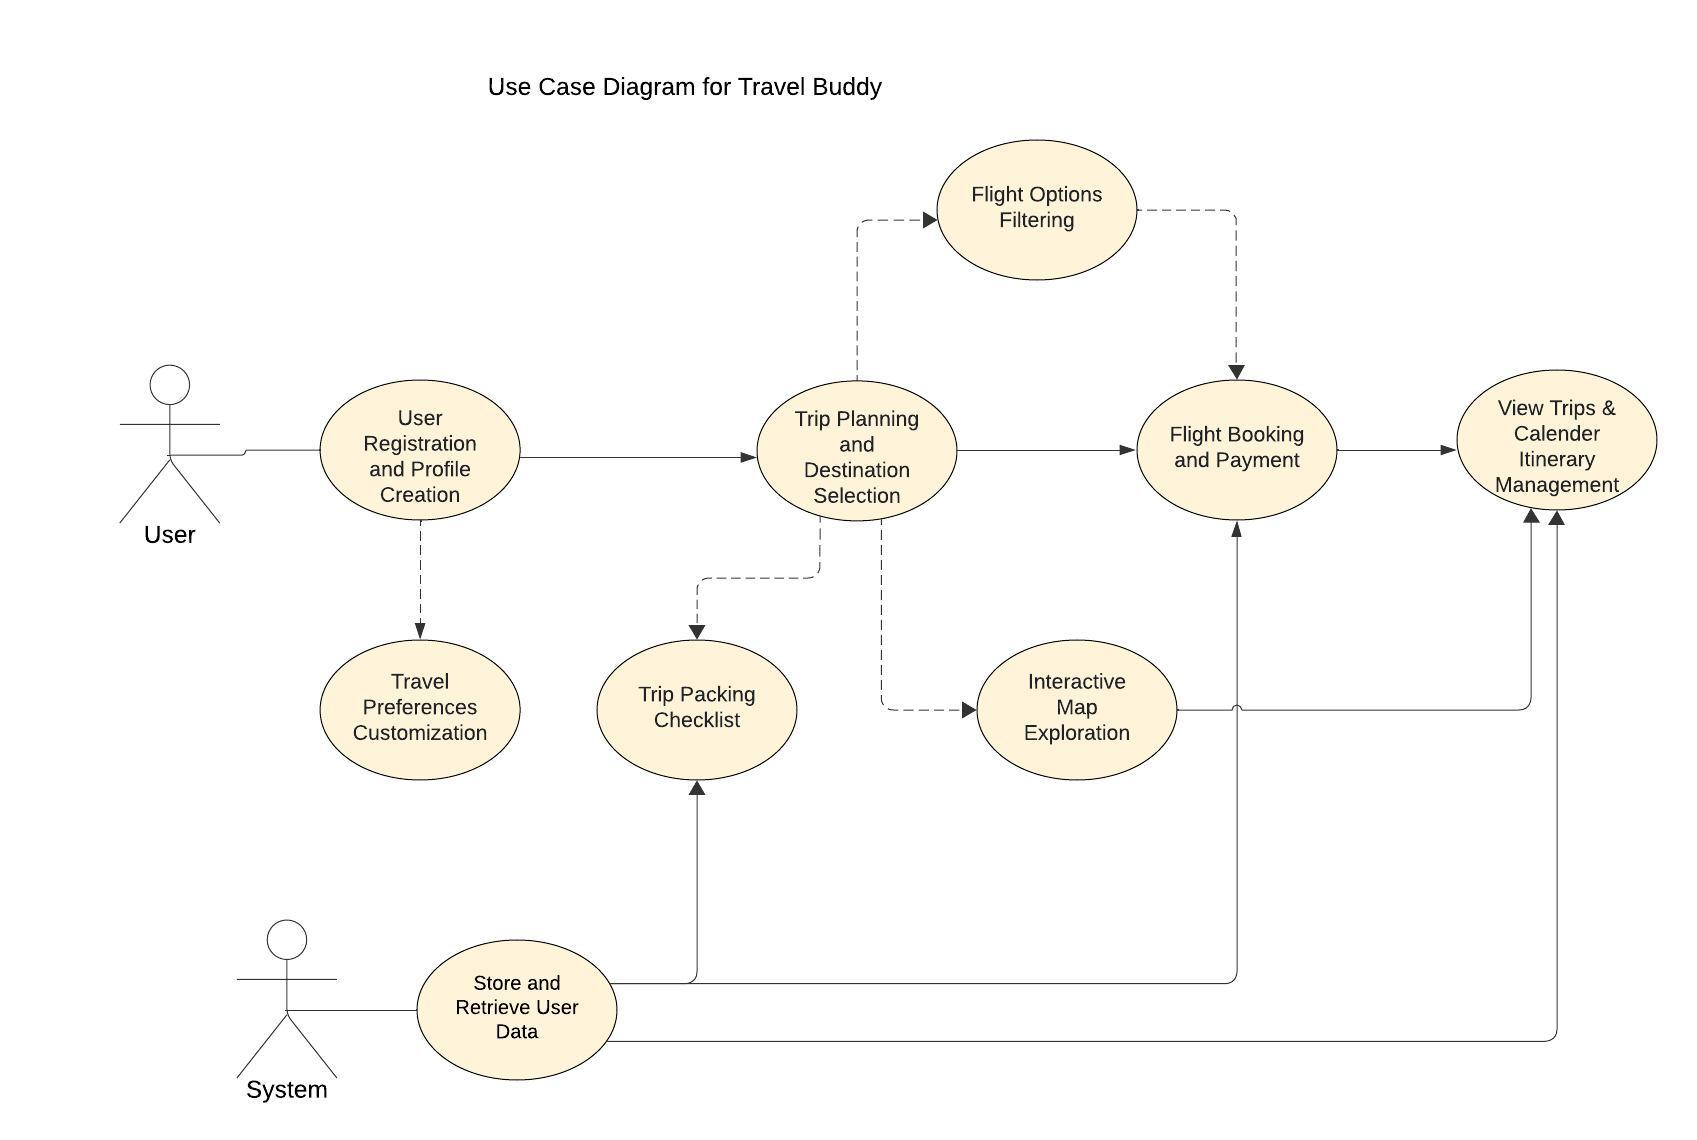 Use Case Diagram for Travel Buddy
Flight Options
Filtering
User
Registration
and Profile
Creation
Trip Planning
and
Destination
Selection
Flight Booking
and Payment
View Trips &
Calender
Itinerary
Management
User
Travel
Preferences
Customization
Trip Packing
Checklist
Interactive
Map
Exploration
Store and
Retrieve User
Data
System